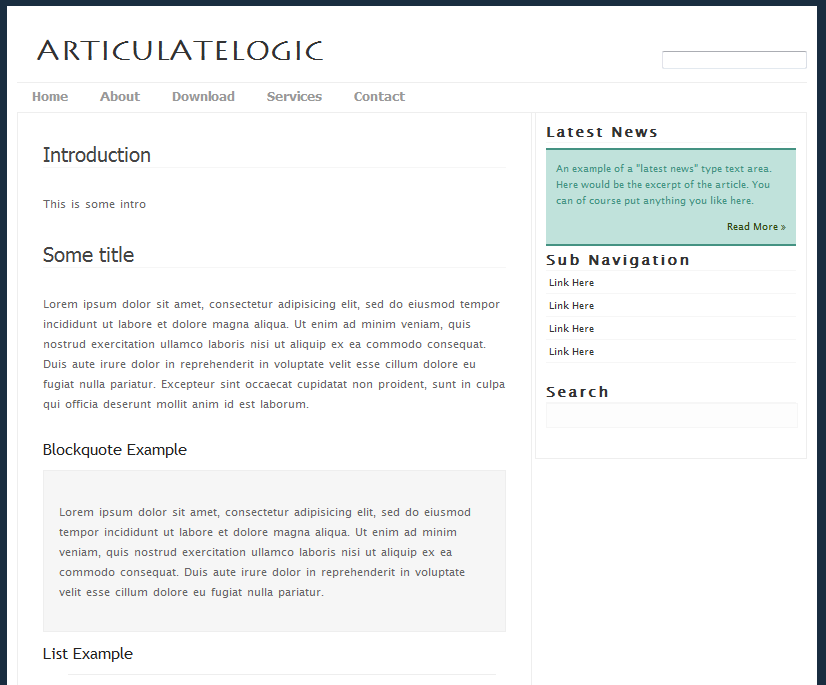 ARTICULATELOGIC
Home About Download Services Contact
Introduction
This is some intro
Some title
Lorem ipsum dolor sit amet, consectetur adipisicing elit, sed do eiusmod tempor
incididunt ut labore et dolore magna aliqua. Ut enim ad minim veniam, quis
nostrud exercitation ullamco laboris nisi ut aliquip ex ea commodo consequat.
Duis aute irure dolor in reprehenderit in voluptate velit esse cillum dolore eu
fugiat nulla pariatur. Excepteur sint occaecat cupidatat non proident, sunt in culpa
qui officia deserunt mollit anim id est laborum.
Blockquote Example
Lorem ipsum dolor sit amet, consectetur adipisicing elit, sed do eiusmod
tempor incididunt ut labore et dolore magna aliqua. Ut enim ad minim
veniam, quis nostrud exercitation ullamco laboris nisi ut aliquip ex ea
commodo consequat. Duis aute irure dolor in reprehenderit in voluptate
velit esse cillum dolore eu fugiat nulla pariatur.
List Example
Latest News
An example of a "latest news" type text area.
Here would be the excerpt of the article. You
can of course put anything you like here.
Read More »
Sub Navigation
Link Here
Link Here
Link Here
Link Here
Search